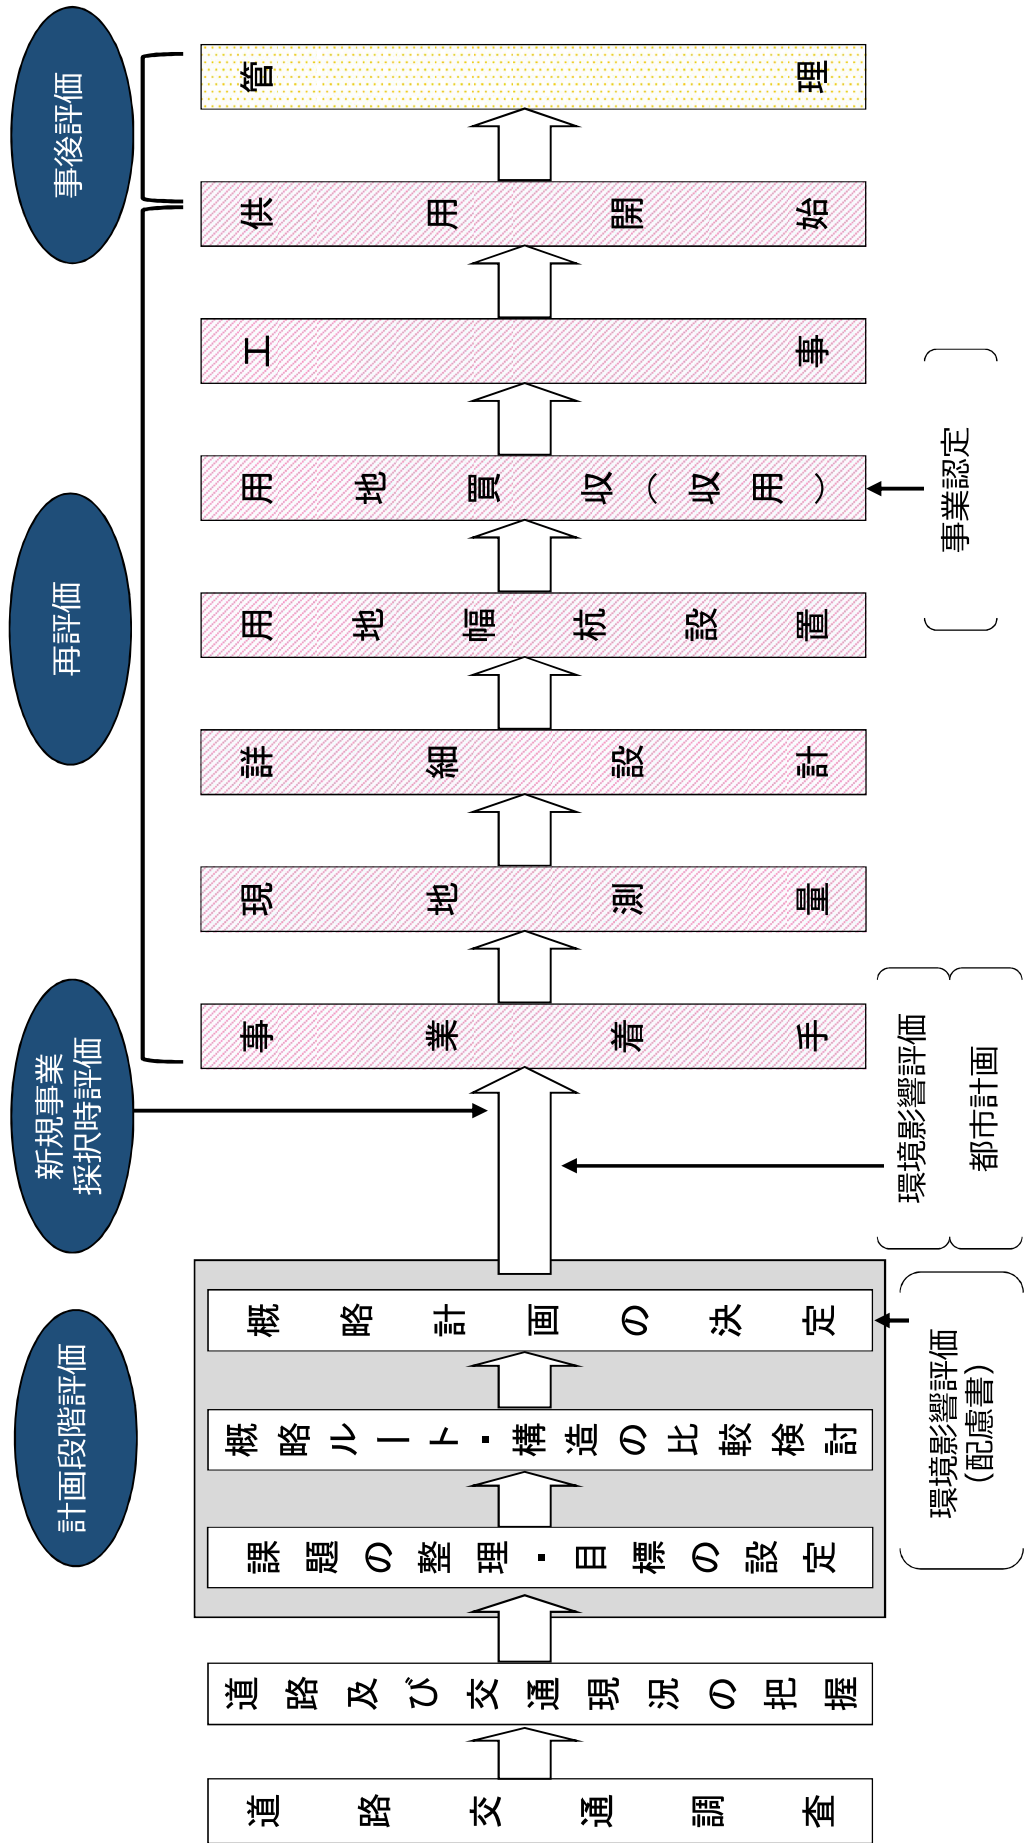 計画段階評価
新規事業
採択時評価
再評価
事後評価
道路交通調査
道路及び交通現況の把握
課題の整理・目標の設定
概略ルート・構造の比較検討
概略計画の決定
事業着手
現地測量
詳細設計
用地幅杭設置
用地買収(収用)
工事
供用開始
管理
環境影響評価
(配慮書)
環境影響評価
都市計画
事業認定